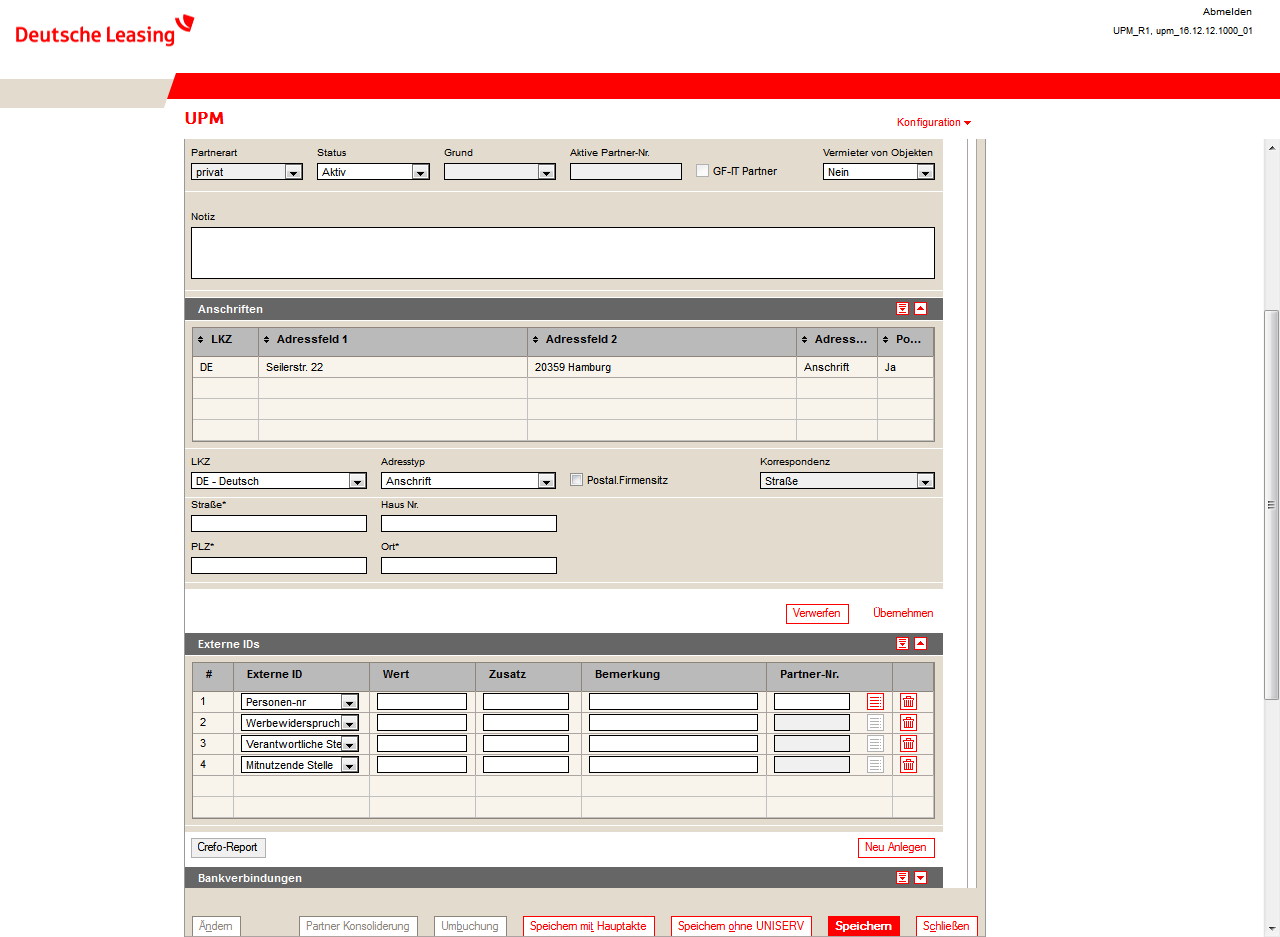 Abmelden
Deutsche Leasing
UPM_R1, upm_16.12.12.1000_01
UPM
Konfiguration
Partnerart Status Grund Aktive Partner-Nr. Vermieter von Objekten
privat Aktiv GF-IT Partner Nein
Notiz
Anschriften
LKZ Adressfeld 1 Adressfeld 2 Adress... Po...
DE Seilerstr. 22 20359 Hamburg Anschrift Ja
LKZ Adresstyp Korrespondenz
DE - Deutsch Anschrift Postal.Firmensitz Straße
Straße* Haus Nr.
PLZ* Ort*
Verwerfen Übernehmen
Externe IDs
# Externe ID Wert Zusatz Bemerkung Partner-Nr.
1 Personen-nr
2 Werbewiderspruch
3 Verantwortliche Ste
4 Mitnutzende Stelle
Crefo-Report Neu Anlegen
Bankverbindungen
Ändern Partner Konsolidierung Umbuchung Speichern mit Hauptakte Speichern ohne UNISERV Speichern Schließen